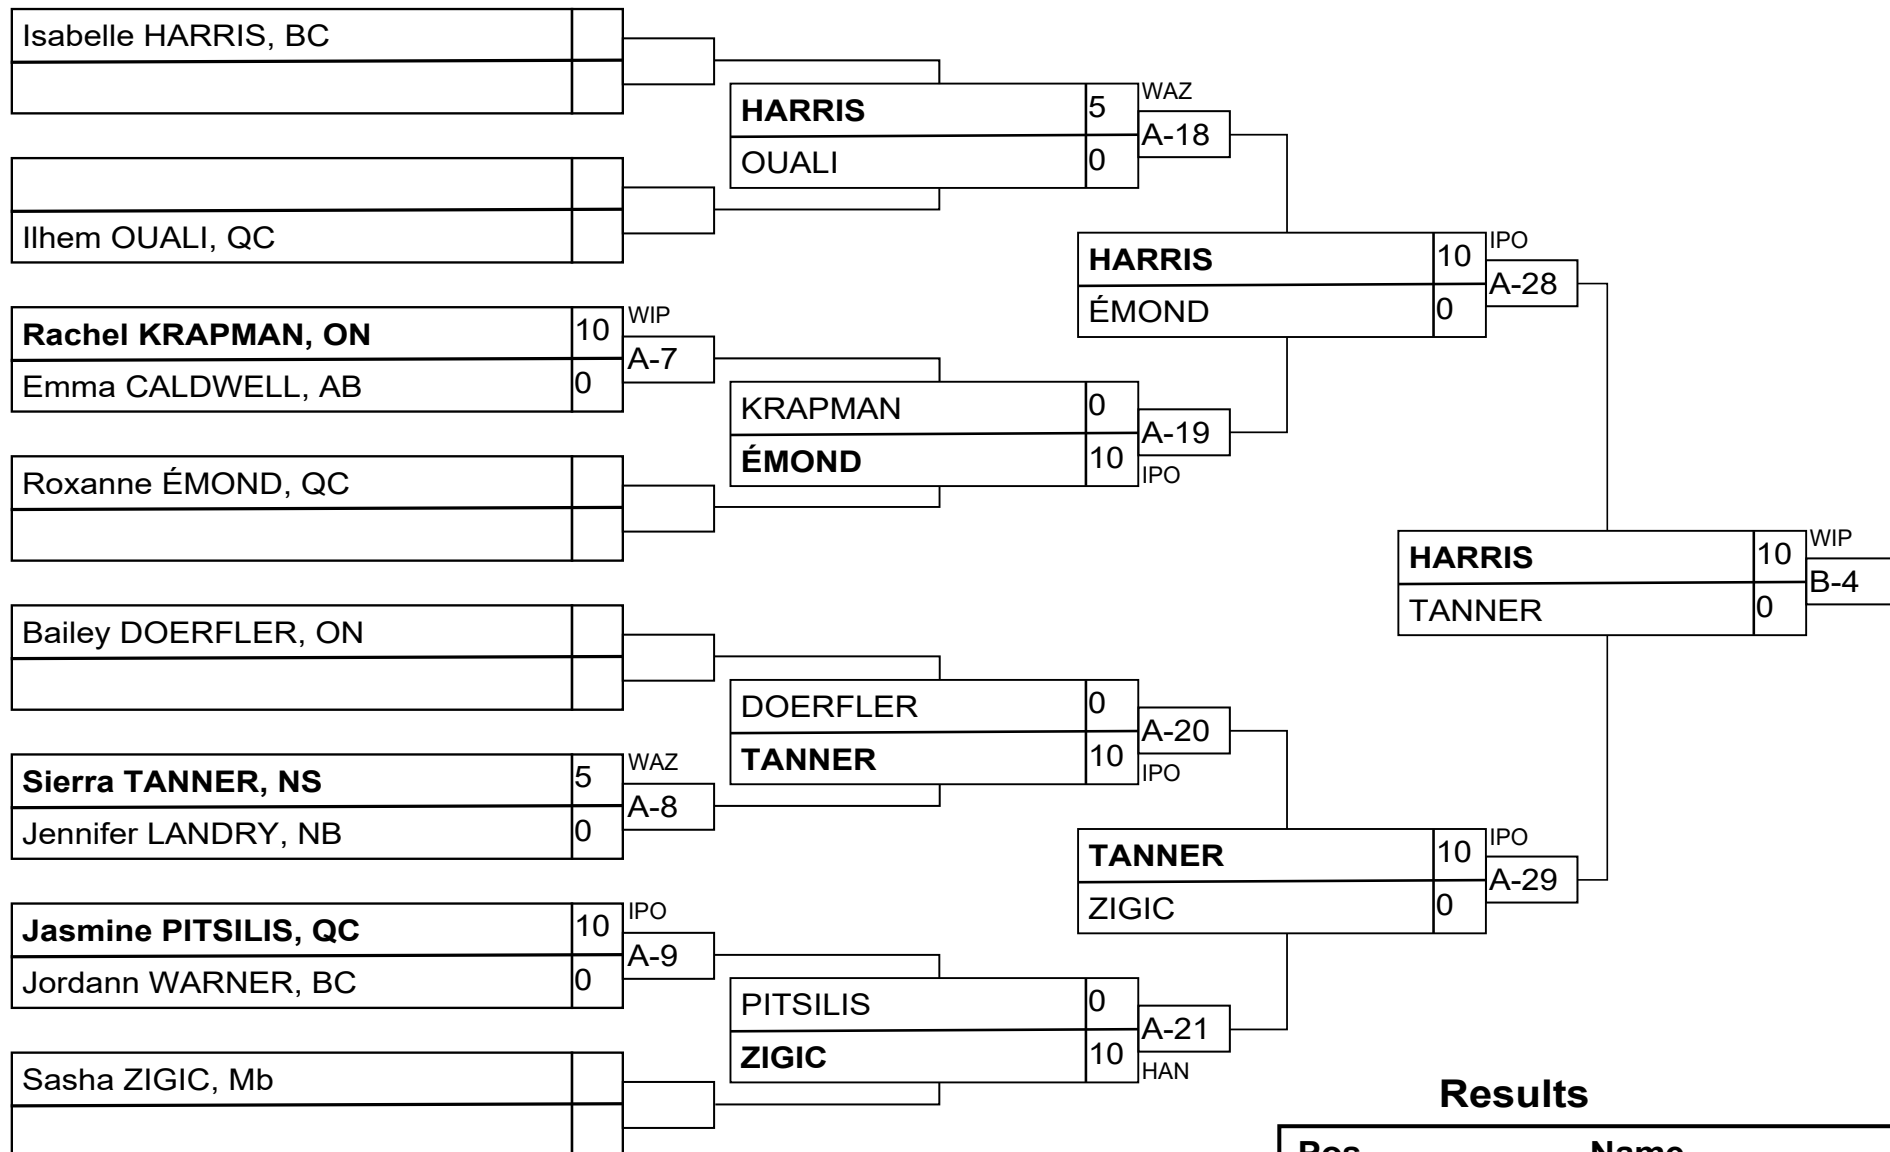 Isabelle HARRIS, BC
Ilhem OUALI, QC
Rachel KRAPMAN, ON 10 WIP
A-7
Emma CALDWELL, AB 0
Roxanne ÉMOND, QC
Bailey DOERFLER, ON
Sierra TANNER, NS 5 WAZ
A-8
Jennifer LANDRY, NB 0
Jasmine PITSILIS, QC 10 IPO
A-9
Jordann WARNER, BC 0
Sasha ZIGIC, Mb
HARRIS 5 WAZ
A-18
OUALI 0
KRAPMAN 0
A-19
ÉMOND 10 IPO
DOERFLER 0
A-20
TANNER 10 IPO
PITSILIS 0
A-21
ZIGIC 10 HAN
HARRIS 10 IPO
A-28
ÉMOND 0
TANNER 10 IPO
A-29
ZIGIC 0
HARRIS 10 WIP
B-4
TANNER 0
Results
Pos Name